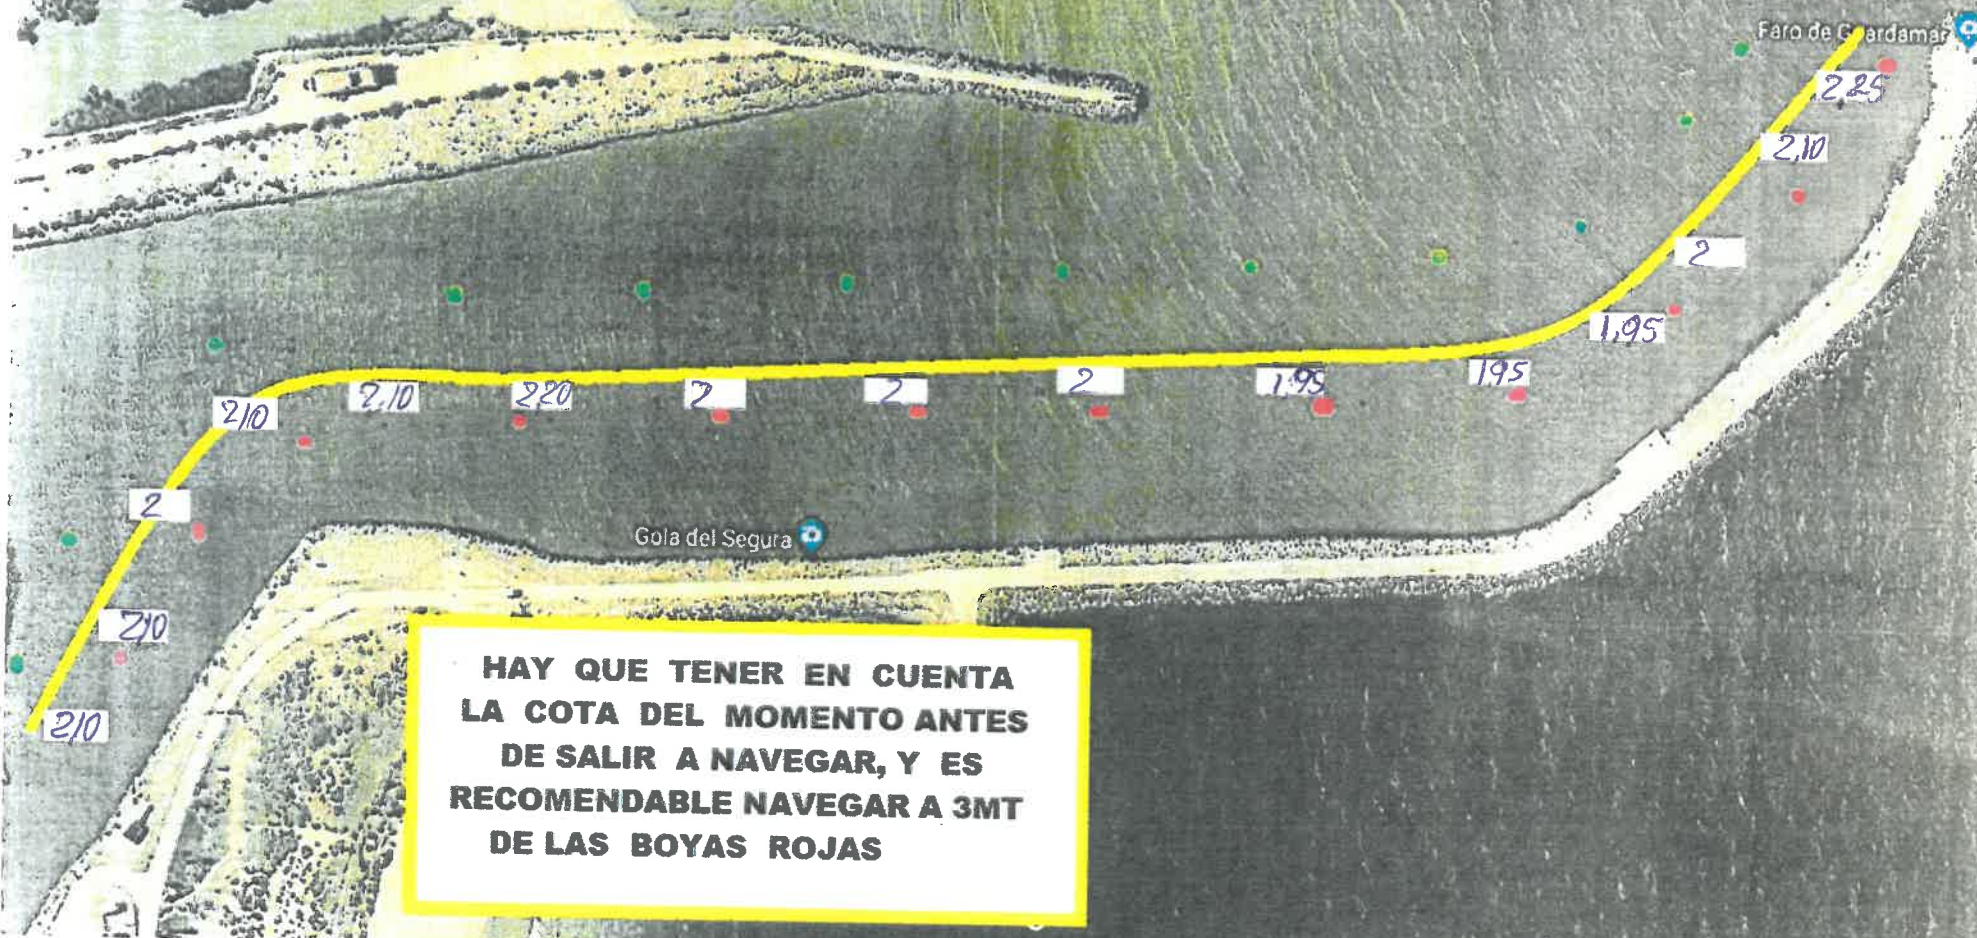 Faro de Guardamar
2.25
2,10
2
1.95
195
1.95
2
2
2
2.20
2.10
2,10
2
2,10
2,10
Gola del Segura
HAY QUE TENER EN CUENTA
LA COTA DEL MOMENTO ANTES
DE SALIR A NAVEGAR, Y ES
RECOMENDABLE NAVEGAR A 3MT
DE LAS BOYAS ROJAS